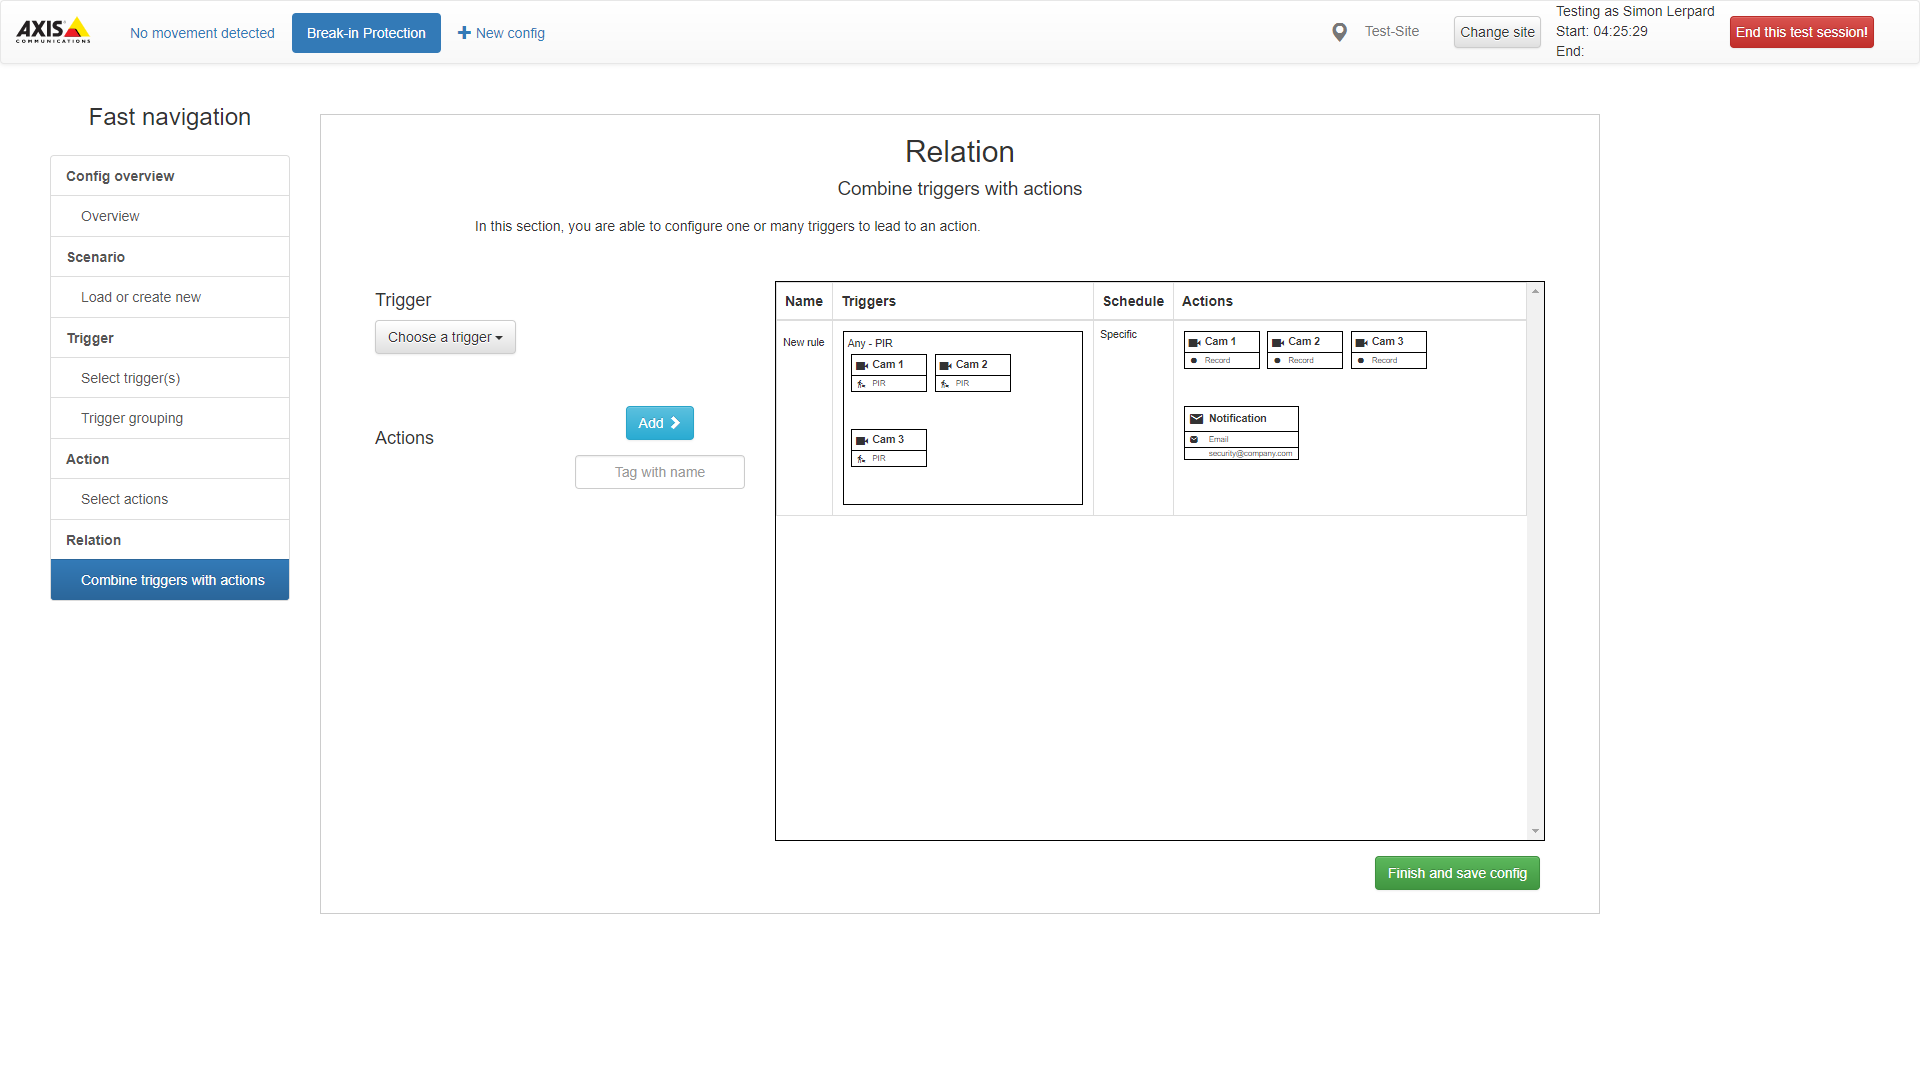 AXIS
COMMUNICATIONS
No movement detected
Break-in Protection
New config
Test-Site
Change site
Testing as Simon Lerpard
Start: 04:25:29
End:
End this test session!
Fast navigation
Config overview
Overview
Scenario
Load or create new
Trigger
Select trigger(s)
Trigger grouping
Action
Select actions
Relation
Combine triggers with actions
Relation
Combine triggers with actions
In this section, you are able to configure one or many triggers to lead to an action.
Trigger
Choose a trigger
Actions
Add
Tag with name
Name Triggers Schedule Actions
New rule
Any - PIR
Cam 1
PIR
Cam 2
PIR
Cam 3
PIR
Specific
Cam 1
Record
Cam 2
Record
Cam 3
Record
Notification
Email
security@company.com
Finish and save config